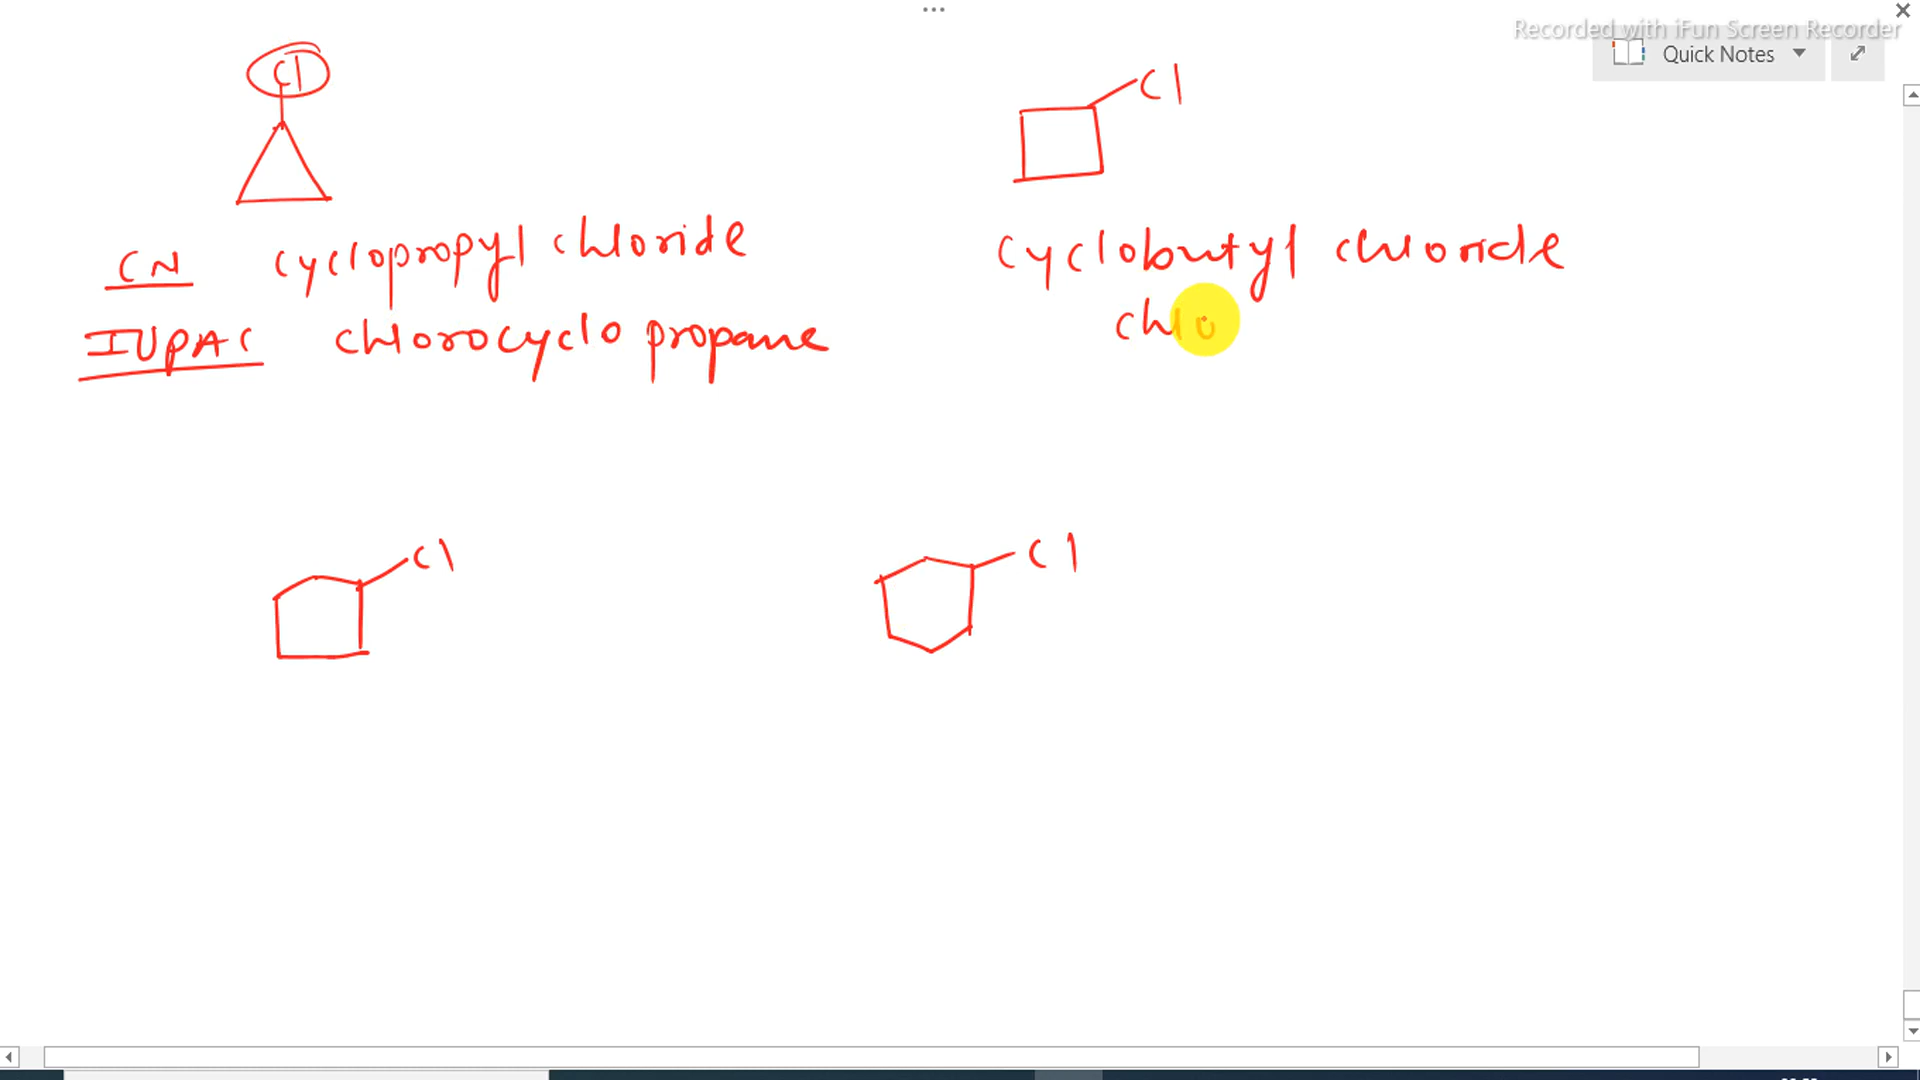 Recorded with iFun Screen Recorder
Quick Notes
Cl
Cl
CN cyclopropyl chloride
cyclobutyl chloride
IUPAC chlorocyclo propane
chlo
Cl
Cl